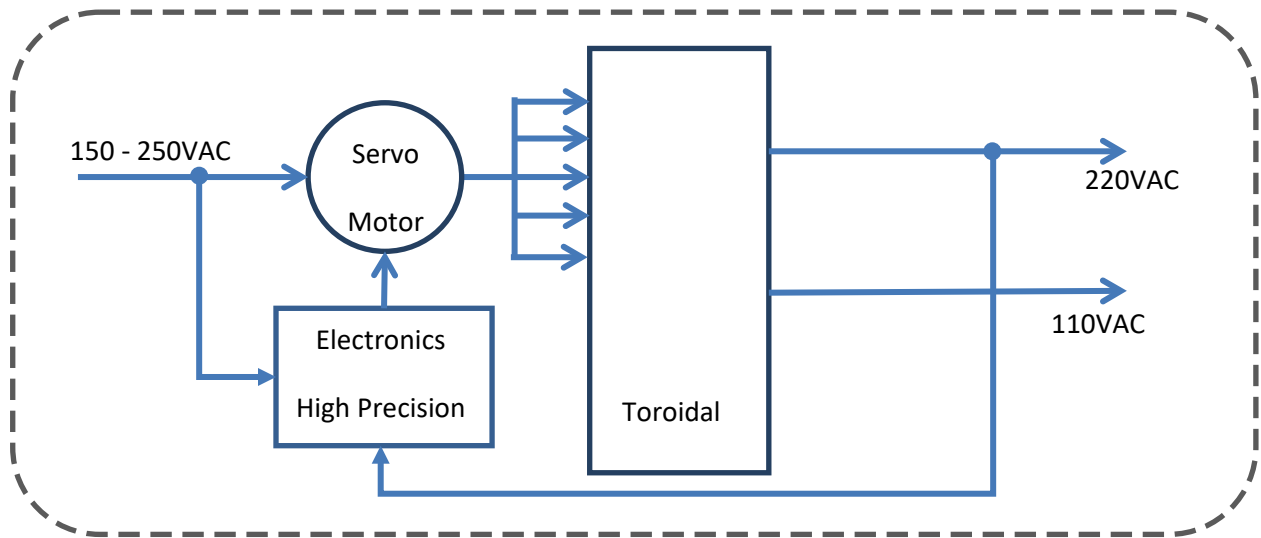 150 - 250VAC
Servo
Motor
220VAC
110VAC
Electronics
High Precision
Toroidal